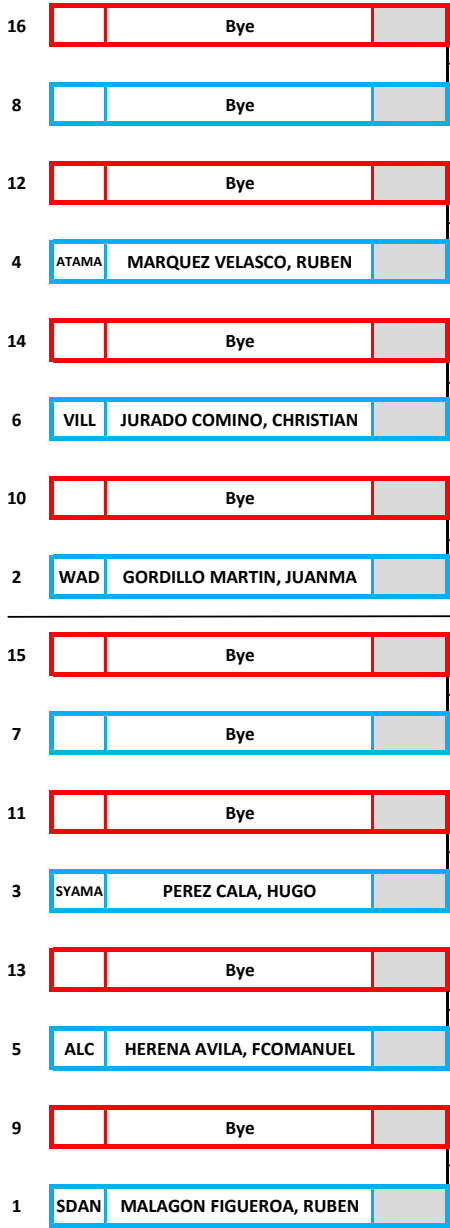 16 Bye
8 Bye
12 Bye
4 ATAMA MARQUEZ VELASCO, RUBEN
14 Bye
6 VILL JURADO COMINO, CHRISTIAN
10 Bye
2 WAD GORDILLO MARTIN, JUANMA
15 Bye
7 Bye
11 Bye
3 SYAMA PEREZ CALA, HUGO
13 Bye
5 ALC HERENA AVILA, FCOMANUEL
9 Bye
1 SDAN MALAGON FIGUEROA, RUBEN